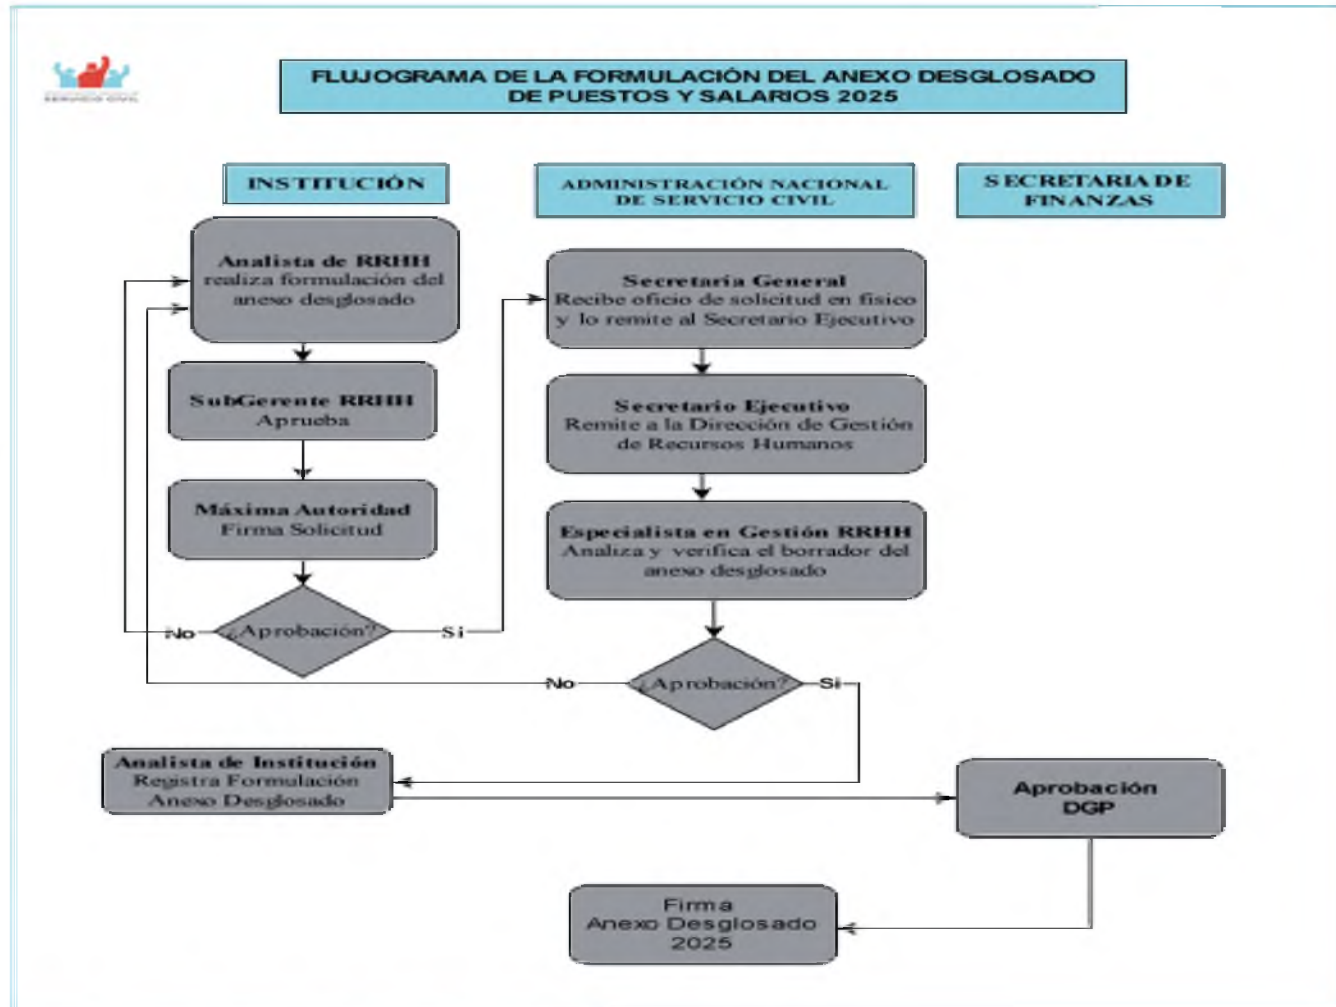 SERVICIO CIVIL
FLUJOGRAMA DE LA FORMULACIÓN DEL ANEXO DESGLOSADO
DE PUESTOS Y SALARIOS 2025
INSTITUCIÓN
ADMINISTRACIÓN NACIONAL
DE SERVICIO CIVIL
SECRETARIA DE
FINANZAS
Analista de RRHH
realiza formulación del
anexo desglosado
SubGerente RRHH
Aprueba
Máxima Autoridad
Firma Solicitud
¿Aprobación?
No
Si
Secretaria General
Recibe oficio de solicitud en físico
y lo remite al Secretario Ejecutivo
Secretario Ejecutivo
Remite a la Dirección de Gestión
de Recursos Humanos
Especialista en Gestión RRHH
Analiza y verifica el borrador del
anexo desglosado
¿Aprobación?
No
Si
Analista de Institución
Registra Formulación
Anexo Desglosado
Aprobación
DGP
Firma
Anexo Desglosado
2025